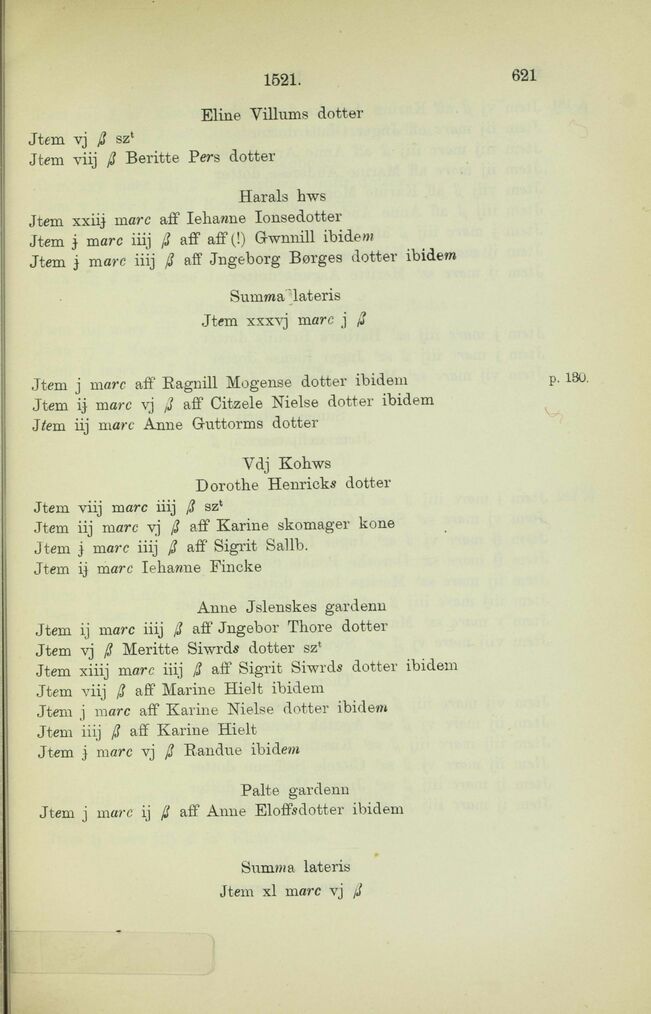 1521.
621
Eline Villums dotter
Jtem vj ß szᵗ
Jtem viij ß Beritte Pers dotter
Harals hws
Jtem xxiij marc aff Iehanne Ionsedotter
Jtem j marc iiij ß aff aff(!) Gwnnill ibidem
Jtem j marc iiij ß aff Jngeborg Børges dotter ibidem
Summa lateris
Jtem xxxvj marc j ß
Jtem j marc aff Ragnill Mogense dotter ibidem
p. 130.
Jtem ij marc vj ß aff Citzele Nielse dotter ibidem
Jtem iij marc Anne Guttorms dotter
Vdj Kohws
Dorothe Henricks dotter
Jtem viij marc iiij ß szᵗ
Jtem iij marc vj ß aff Karine skomager kone
Jtem j marc iiij ß aff Sigrit Sallb.
Jtem ij marc Iehanne Fincke
Anne Jslenskes gardenn
Jtem ij marc iiij ß aff Jngebor Thore dotter
Jtem vj ß Meritte Siwrds dotter szᵗ
Jtem xiiij marc iiij ß aff Sigrit Siwrds dotter ibidem
Jtem viij ß aff Marine Hielt ibidem
Jtem j marc aff Karine Nielse dotter ibidem
Jtem iiij ß aff Karine Hielt
Jtem j marc vj ß Randue ibidem
Palte gardenn
Jtem j marc ij ß aff Anne Eloffsdotter ibidem
Summa lateris
Jtem xl marc vj ß